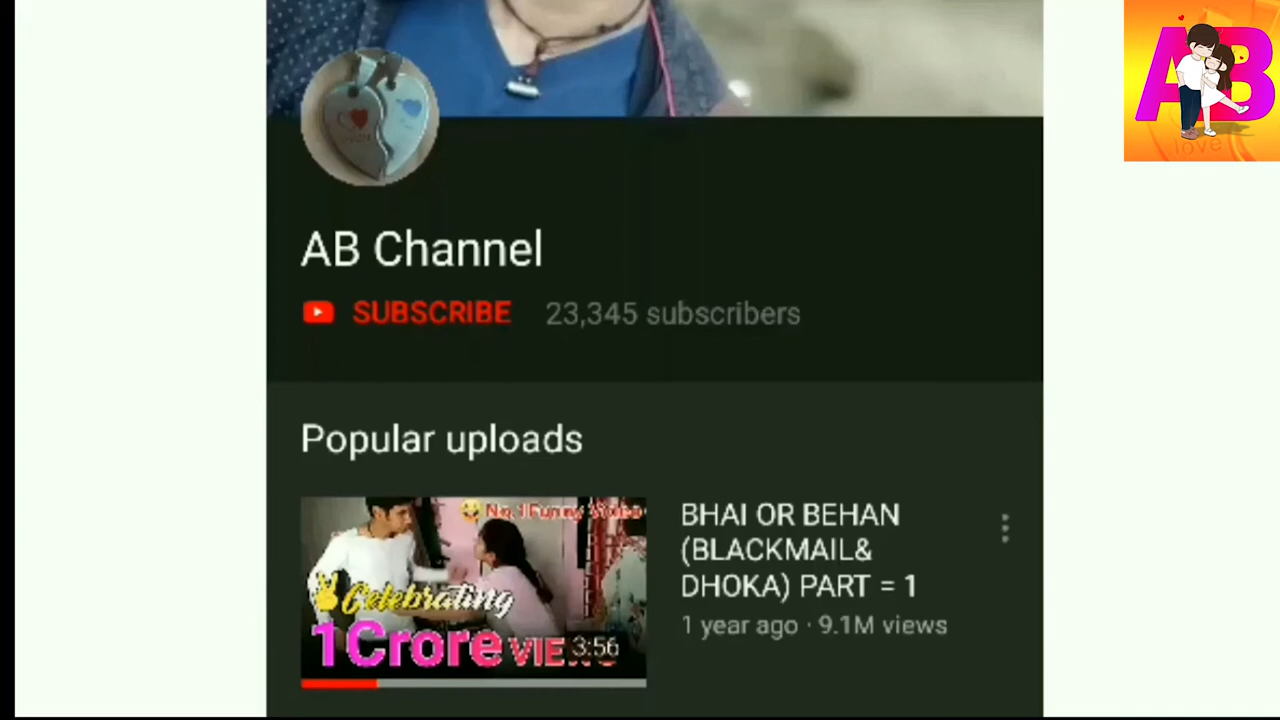 AB
love
AB Channel
SUBSCRIBE 23,345 subscribers
Popular uploads
No.1 Funny Video
Celebrating
1Crore
3:56
BHAI OR BEHAN
(BLACKMAIL&
DHOKA) PART = 1
1 year ago · 9.1M views